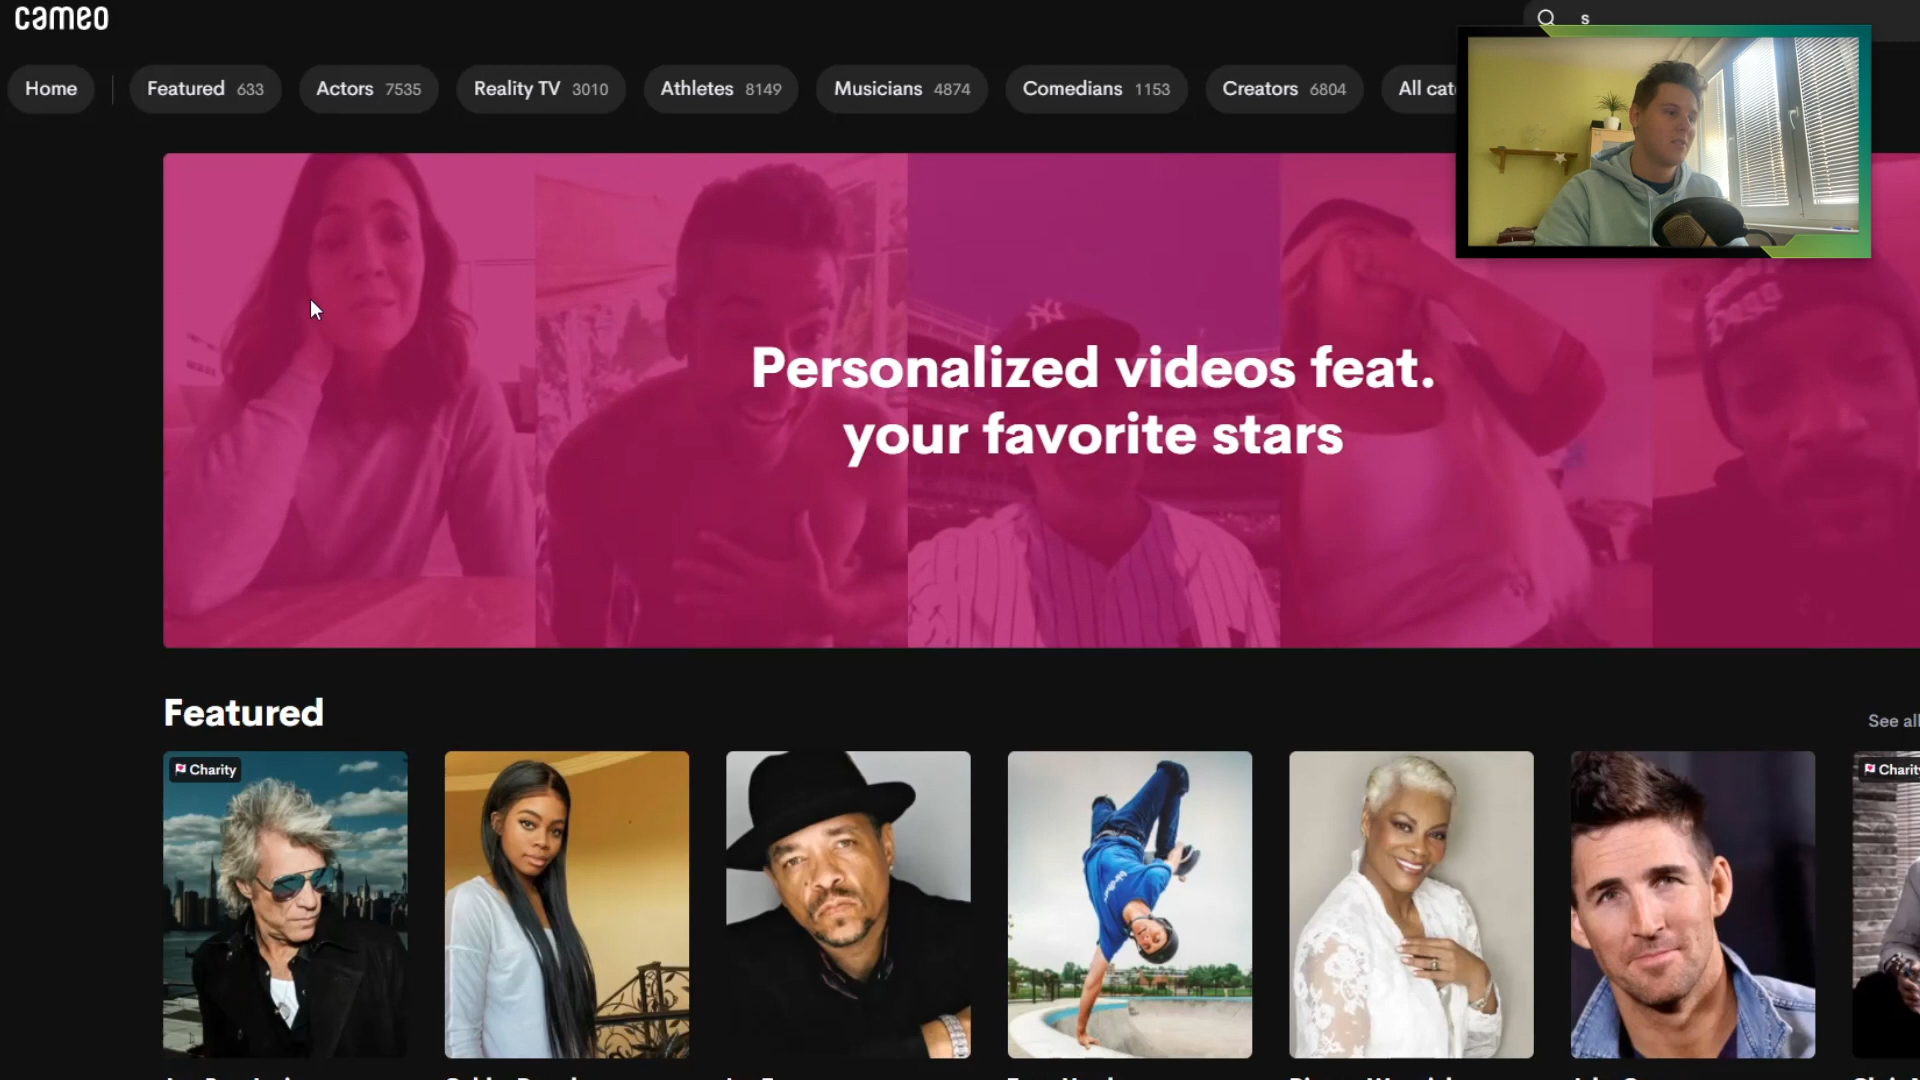 cameo
s
Home
Featured 633
Actors 7535
Reality TV 3010
Athletes 8149
Musicians 4874
Comedians 1153
Creators 6804
All
Personalized videos feat.
your favorite stars
Featured
See all
Charity